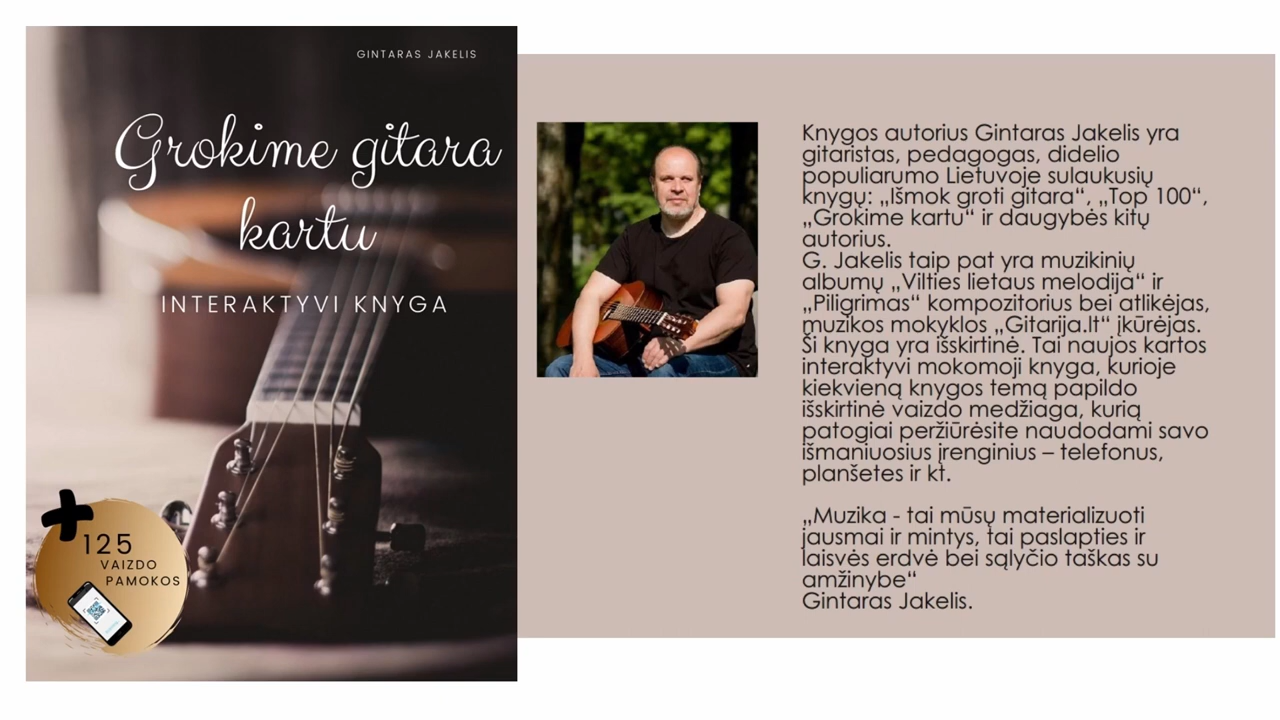 GINTARAS JAKELIS
Grokime gitara
kartu
INTERAKTYVI KNYGA
125
VAIZDO
PAMOKOS
Knygos autorius Gintaras Jakelis yra
gitaristas, pedagogas, didelio
populiarumo Lietuvoje sulaukusių
knygų: „Išmok groti gitara“, „Top 100“,
„Grokime kartu“ ir daugybės kitų
autorius.
G. Jakelis taip pat yra muzikinių
albumų „Vilties lietaus melodija“ ir
„Piligrimas“ kompozitorius bei atlikėjas,
muzikos mokyklos „Gitarija.lt“ įkūrėjas.
Ši knyga yra išskirtinė. Tai naujos kartos
interaktyvi mokomoji knyga, kurioje
kiekvieną knygos temą papildo
išskirtinė vaizdo medžiaga, kurią
patogiai peržiūrėsite naudodami savo
išmaniuosius įrenginius – telefonus,
planšetes ir kt.
„Muzika - tai mūsų materializuoti
jausmai ir mintys, tai paslapties ir
laisvės erdvė bei sąlyčio taškas su
amžinybe“
Gintaras Jakelis.